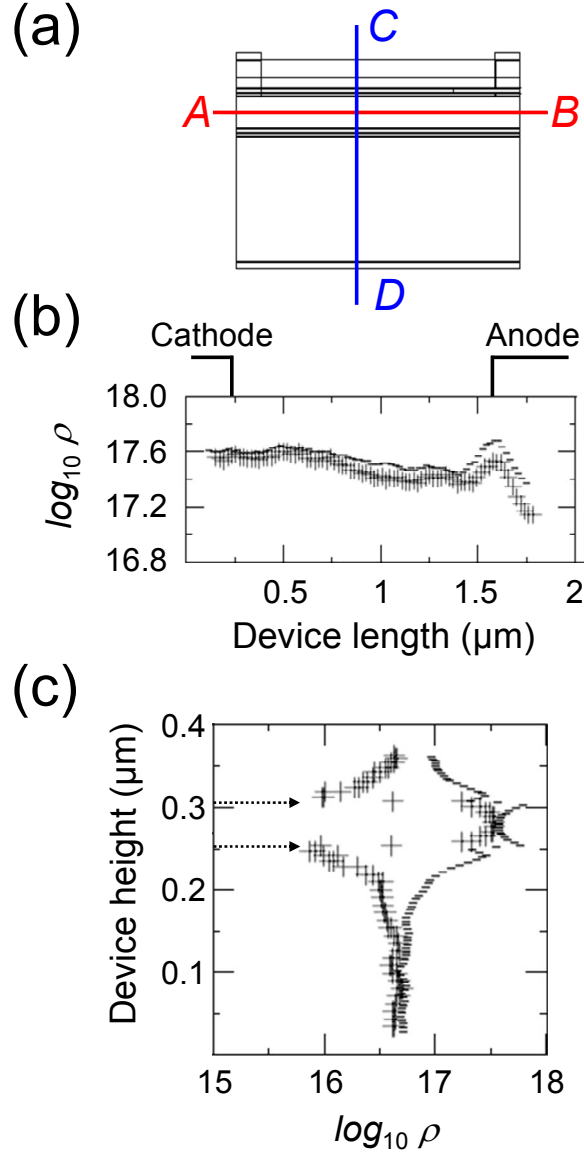 (a)
C
A B
D
(b)
Cathode Anode
18.0
17.6
17.2
16.8
log10 ρ
0.5 1 1.5 2
Device length (µm)
(c)
0.4
0.3
0.2
0.1
Device height (µm)
15 16 17 18
log10 ρ